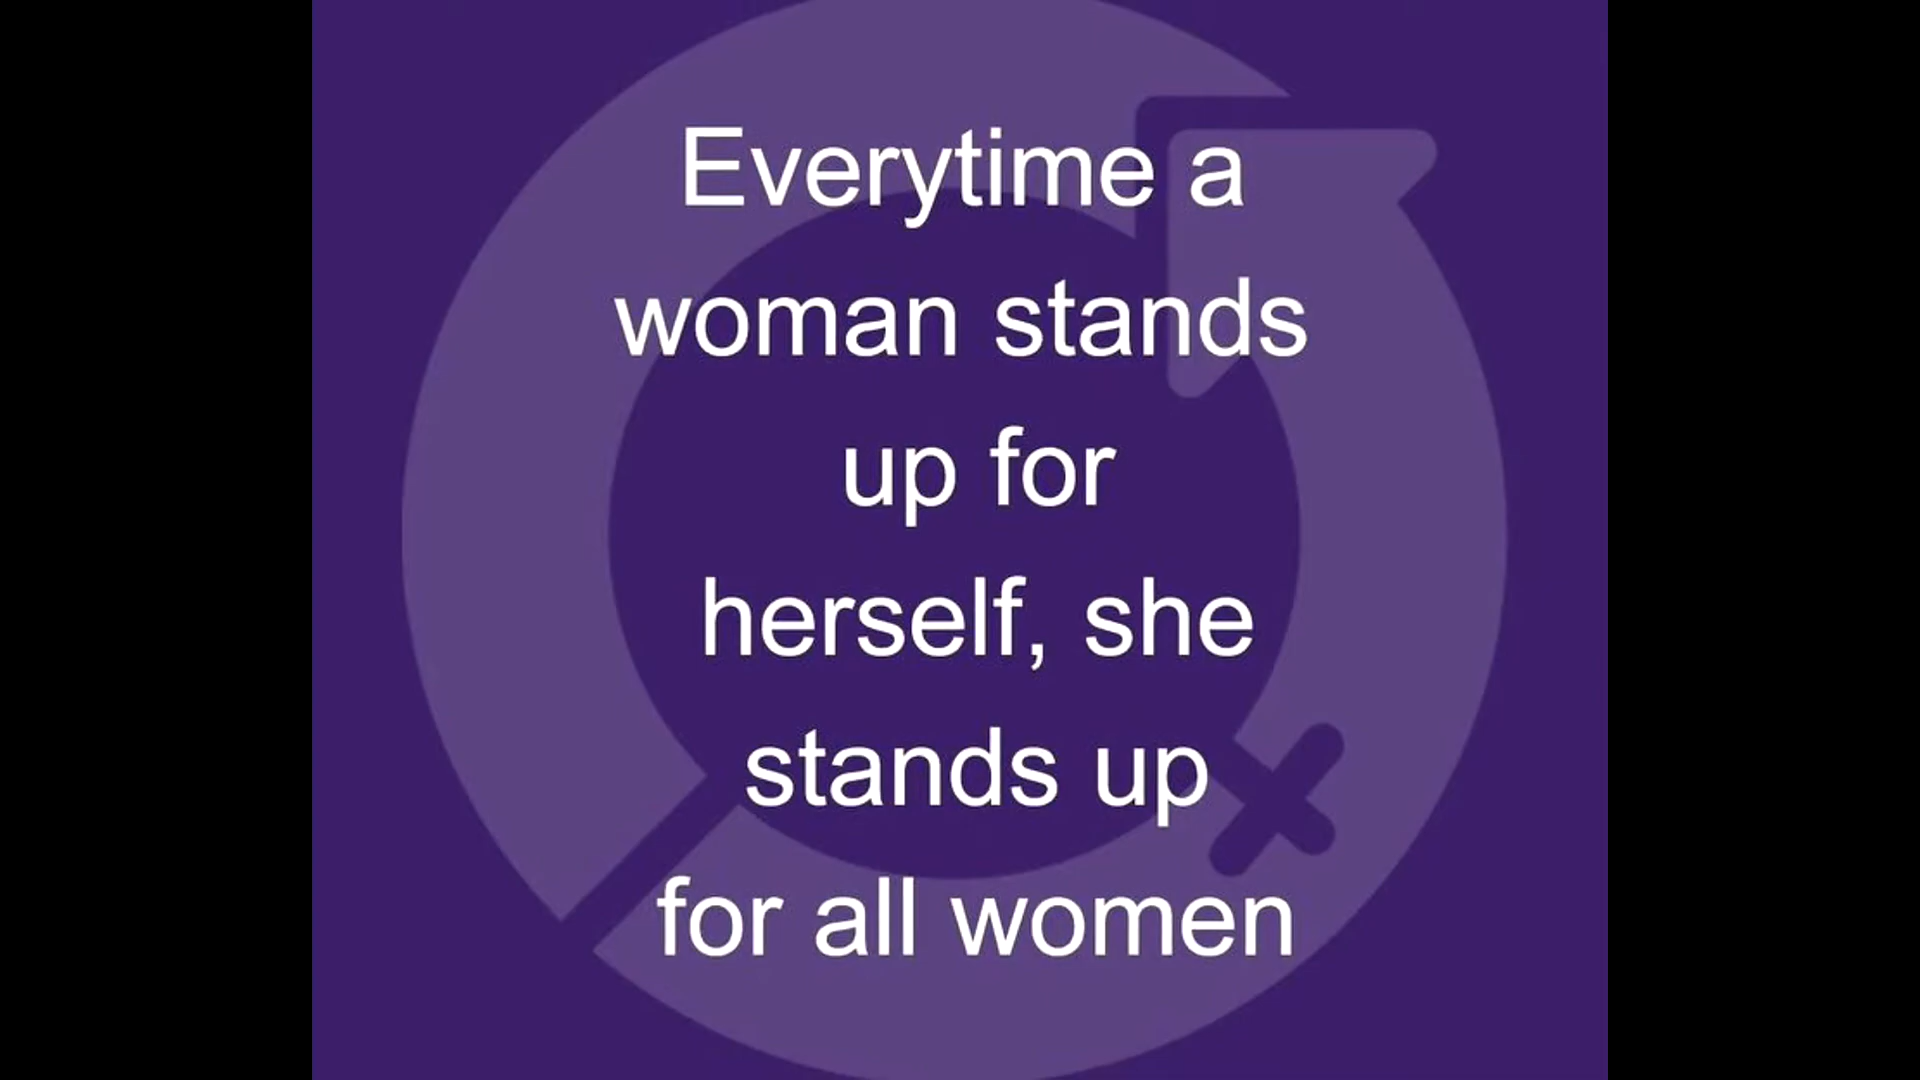 Everytime a
woman stands
up for
herself, she
stands up
for all women